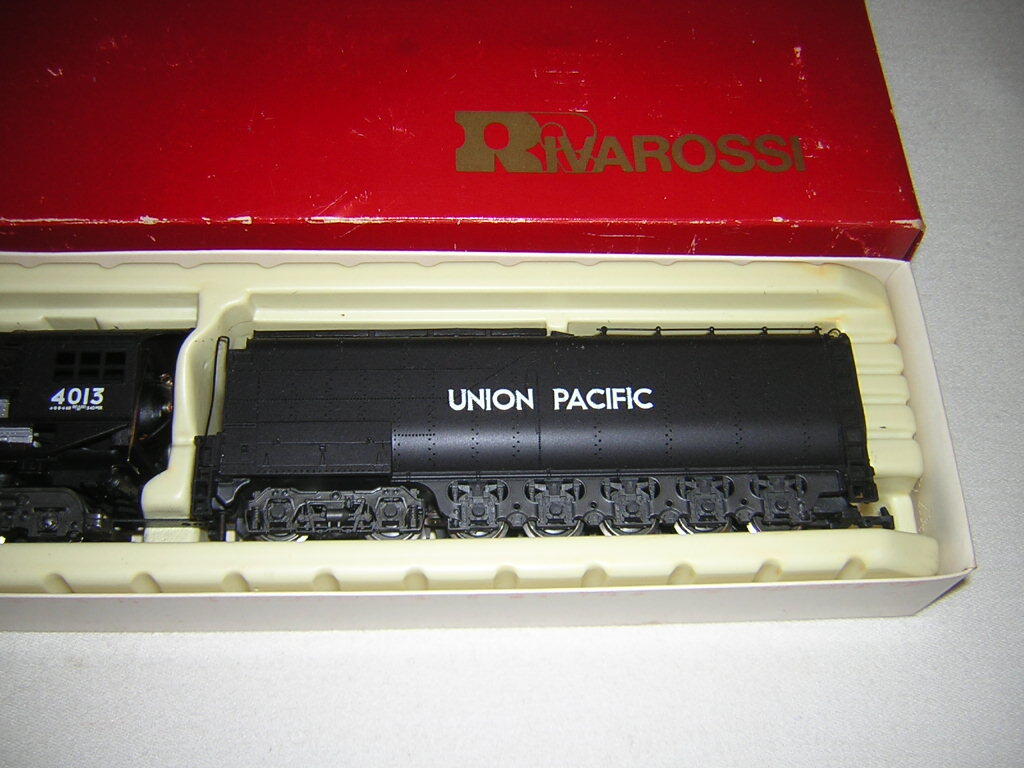 RIVAROSSI
4013
UNION PACIFIC